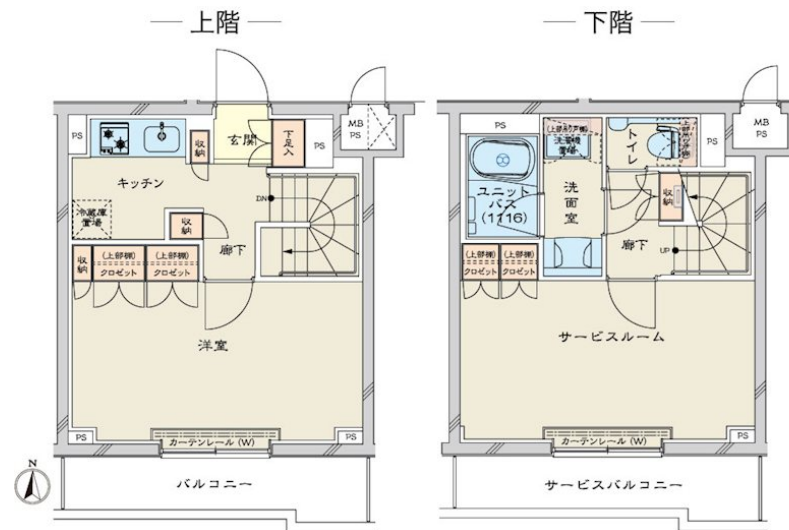 上階
PS
玄関
下足入
PS
MB
PS
収納
キッチン
冷蔵庫
置場
収納
DN
廊下
収納
(上部棚)
クロゼット
(上部棚)
クロゼット
洋室
PS
カーテンレール(W)
PS
バルコニー
N
下階
PS
洗濯機
置場
トイレ
PS
MB
PS
ユニット
バス
(1116)
洗面室
収納
廊下
UP
(上部棚)
クロゼット
(上部棚)
クロゼット
サービスルーム
カーテンレール(W)
PS
サービスバルコニー